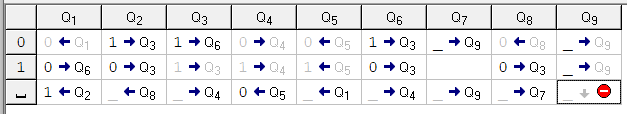 Q1 Q2 Q3 Q4 Q5 Q6 Q7 Q8 Q9
0 0 ← Q1 1 → Q3 1 → Q6 0 → Q4 0 ← Q5 1 → Q3 _ → Q9 0 ← Q8 _ → Q9
1 0 → Q6 0 → Q3 1 → Q3 1 → Q4 1 ← Q5 0 → Q3 0 → Q3 _ → Q9
⎵ 1 ← Q2 _ ← Q8 _ → Q4 0 ← Q5 _ ← Q1 _ → Q4 _ → Q9 _ → Q7 _ ↓